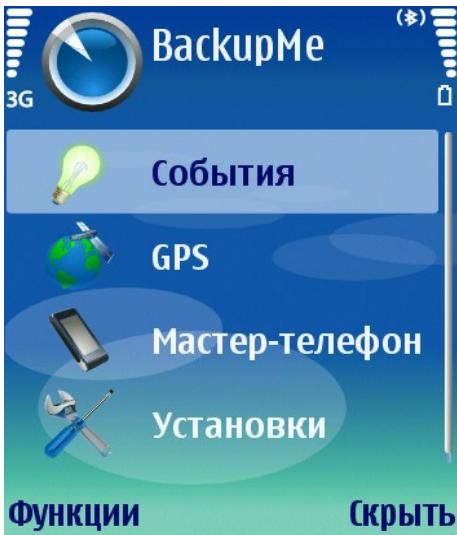 BackupMe
3G
События
GPS
Мастер-телефон
Установки
Функции
Скрыть